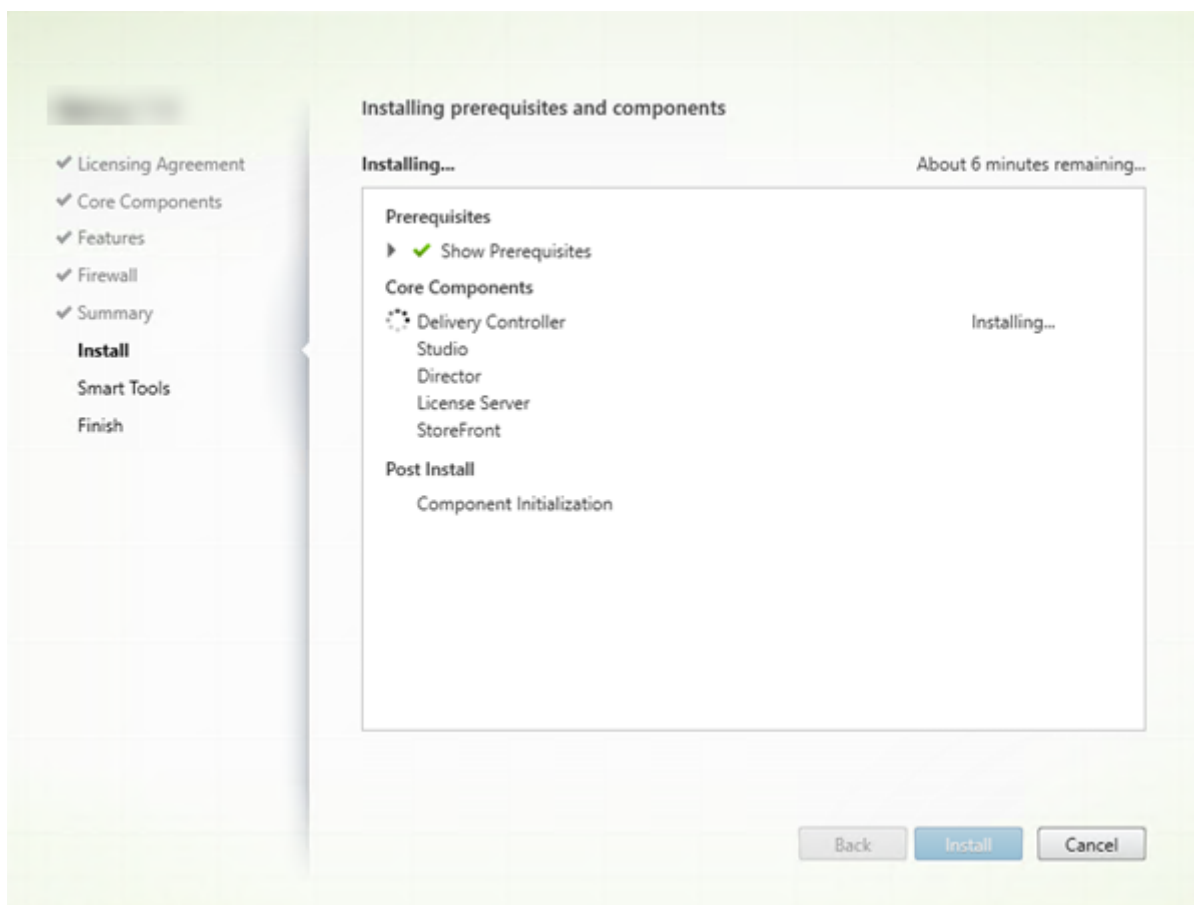 Installing prerequisites and components
Licensing Agreement
Core Components
Features
Firewall
Summary
Install
Smart Tools
Finish
Installing...
About 6 minutes remaining...
Prerequisites
Show Prerequisites
Core Components
Delivery Controller
Installing...
Studio
Director
License Server
StoreFront
Post Install
Component Initialization
Back
Install
Cancel